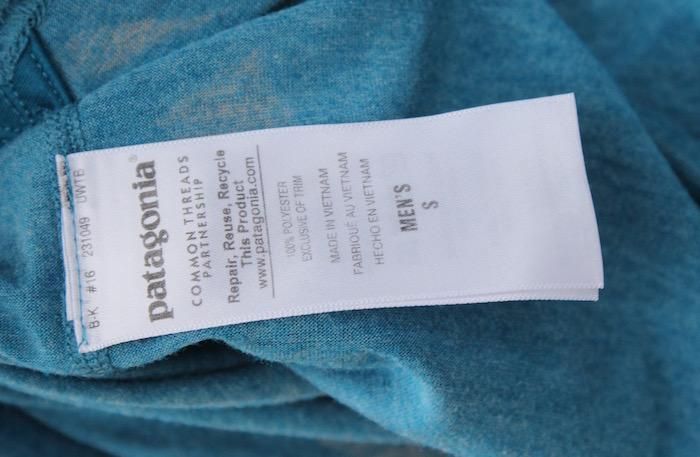 B-K #16 231049 UWTB
patagonia®
COMMON THREADS
PARTNERSHIP
Repair, Reuse, Recycle
This Product
www.patagonia.com
100% POLYESTER
EXCLUSIVE OF TRIM
MADE IN VIETNAM
FABRIQUÉ AU VIETNAM
HECHO EN VIETNAM
MEN'S
S